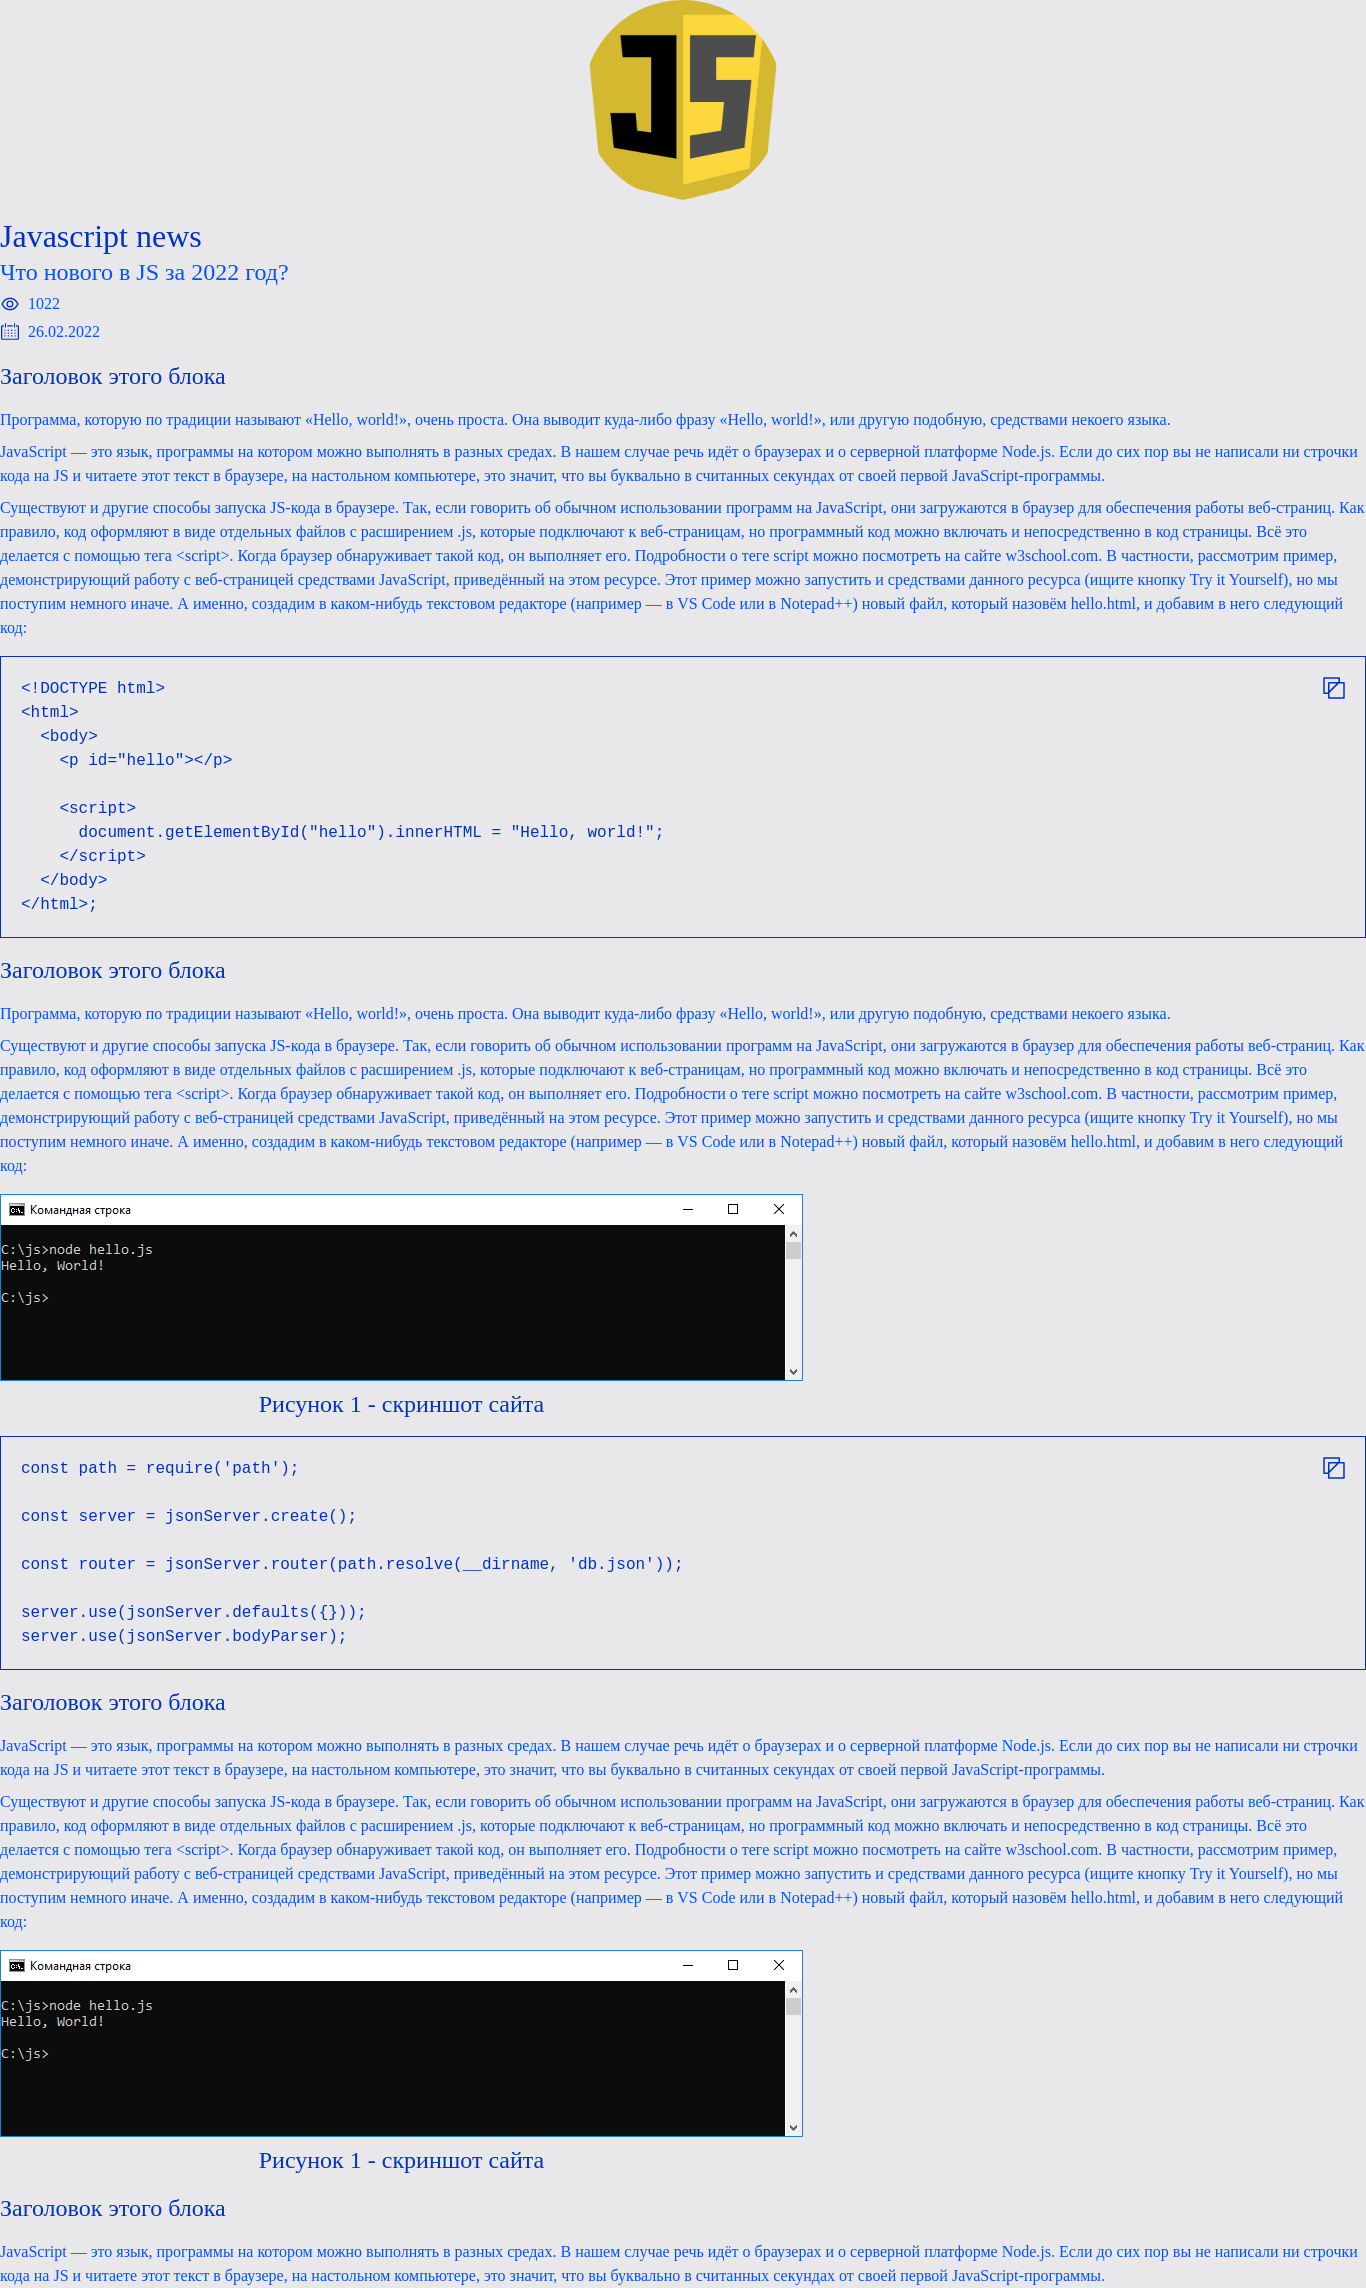 JS
Javascript news
Что нового в JS за 2022 год?
1022
26.02.2022
Заголовок этого блока
Программа, которую по традиции называют «Hello, world!», очень проста. Она выводит куда-либо фразу «Hello, world!», или другую подобную, средствами некоего языка.
JavaScript — это язык, программы на котором можно выполнять в разных средах. В нашем случае речь идёт о браузерах и о серверной платформе Node.js. Если до сих пор вы не написали ни строчки
кода на JS и читаете этот текст в браузере, на настольном компьютере, это значит, что вы буквально в считанных секундах от своей первой JavaScript-программы.
Существуют и другие способы запуска JS-кода в браузере. Так, если говорить об обычном использовании программ на JavaScript, они загружаются в браузер для обеспечения работы веб-страниц. Как
правило, код оформляют в виде отдельных файлов с расширением .js, которые подключают к веб-страницам, но программный код можно включать и непосредственно в код страницы. Всё это
делается с помощью тега <script>. Когда браузер обнаруживает такой код, он выполняет его. Подробности о теге script можно посмотреть на сайте w3school.com. В частности, рассмотрим пример,
демонстрирующий работу с веб-страницей средствами JavaScript, приведённый на этом ресурсе. Этот пример можно запустить и средствами данного ресурса (ищите кнопку Try it Yourself), но мы
поступим немного иначе. А именно, создадим в каком-нибудь текстовом редакторе (например — в VS Code или в Notepad++) новый файл, который назовём hello.html, и добавим в него следующий
код:
<!DOCTYPE html>
<html>
  <body>
    <p id="hello"></p>

    <script>
      document.getElementById("hello").innerHTML = "Hello, world!";
    </script>
  </body>
</html>;
Заголовок этого блока
Программа, которую по традиции называют «Hello, world!», очень проста. Она выводит куда-либо фразу «Hello, world!», или другую подобную, средствами некоего языка.
Существуют и другие способы запуска JS-кода в браузере. Так, если говорить об обычном использовании программ на JavaScript, они загружаются в браузер для обеспечения работы веб-страниц. Как
правило, код оформляют в виде отдельных файлов с расширением .js, которые подключают к веб-страницам, но программный код можно включать и непосредственно в код страницы. Всё это
делается с помощью тега <script>. Когда браузер обнаруживает такой код, он выполняет его. Подробности о теге script можно посмотреть на сайте w3school.com. В частности, рассмотрим пример,
демонстрирующий работу с веб-страницей средствами JavaScript, приведённый на этом ресурсе. Этот пример можно запустить и средствами данного ресурса (ищите кнопку Try it Yourself), но мы
поступим немного иначе. А именно, создадим в каком-нибудь текстовом редакторе (например — в VS Code или в Notepad++) новый файл, который назовём hello.html, и добавим в него следующий
код:
Командная строка
C:\js>node hello.js
Hello, World!
C:\js>
Рисунок 1 - скриншот сайта
const path = require('path');

const server = jsonServer.create();

const router = jsonServer.router(path.resolve(__dirname, 'db.json'));

server.use(jsonServer.defaults({}));
server.use(jsonServer.bodyParser);
Заголовок этого блока
JavaScript — это язык, программы на котором можно выполнять в разных средах. В нашем случае речь идёт о браузерах и о серверной платформе Node.js. Если до сих пор вы не написали ни строчки
кода на JS и читаете этот текст в браузере, на настольном компьютере, это значит, что вы буквально в считанных секундах от своей первой JavaScript-программы.
Существуют и другие способы запуска JS-кода в браузере. Так, если говорить об обычном использовании программ на JavaScript, они загружаются в браузер для обеспечения работы веб-страниц. Как
правило, код оформляют в виде отдельных файлов с расширением .js, которые подключают к веб-страницам, но программный код можно включать и непосредственно в код страницы. Всё это
делается с помощью тега <script>. Когда браузер обнаруживает такой код, он выполняет его. Подробности о теге script можно посмотреть на сайте w3school.com. В частности, рассмотрим пример,
демонстрирующий работу с веб-страницей средствами JavaScript, приведённый на этом ресурсе. Этот пример можно запустить и средствами данного ресурса (ищите кнопку Try it Yourself), но мы
поступим немного иначе. А именно, создадим в каком-нибудь текстовом редакторе (например — в VS Code или в Notepad++) новый файл, который назовём hello.html, и добавим в него следующий
код:
Командная строка
C:\js>node hello.js
Hello, World!
C:\js>
Рисунок 1 - скриншот сайта
Заголовок этого блока
JavaScript — это язык, программы на котором можно выполнять в разных средах. В нашем случае речь идёт о браузерах и о серверной платформе Node.js. Если до сих пор вы не написали ни строчки
кода на JS и читаете этот текст в браузере, на настольном компьютере, это значит, что вы буквально в считанных секундах от своей первой JavaScript-программы.